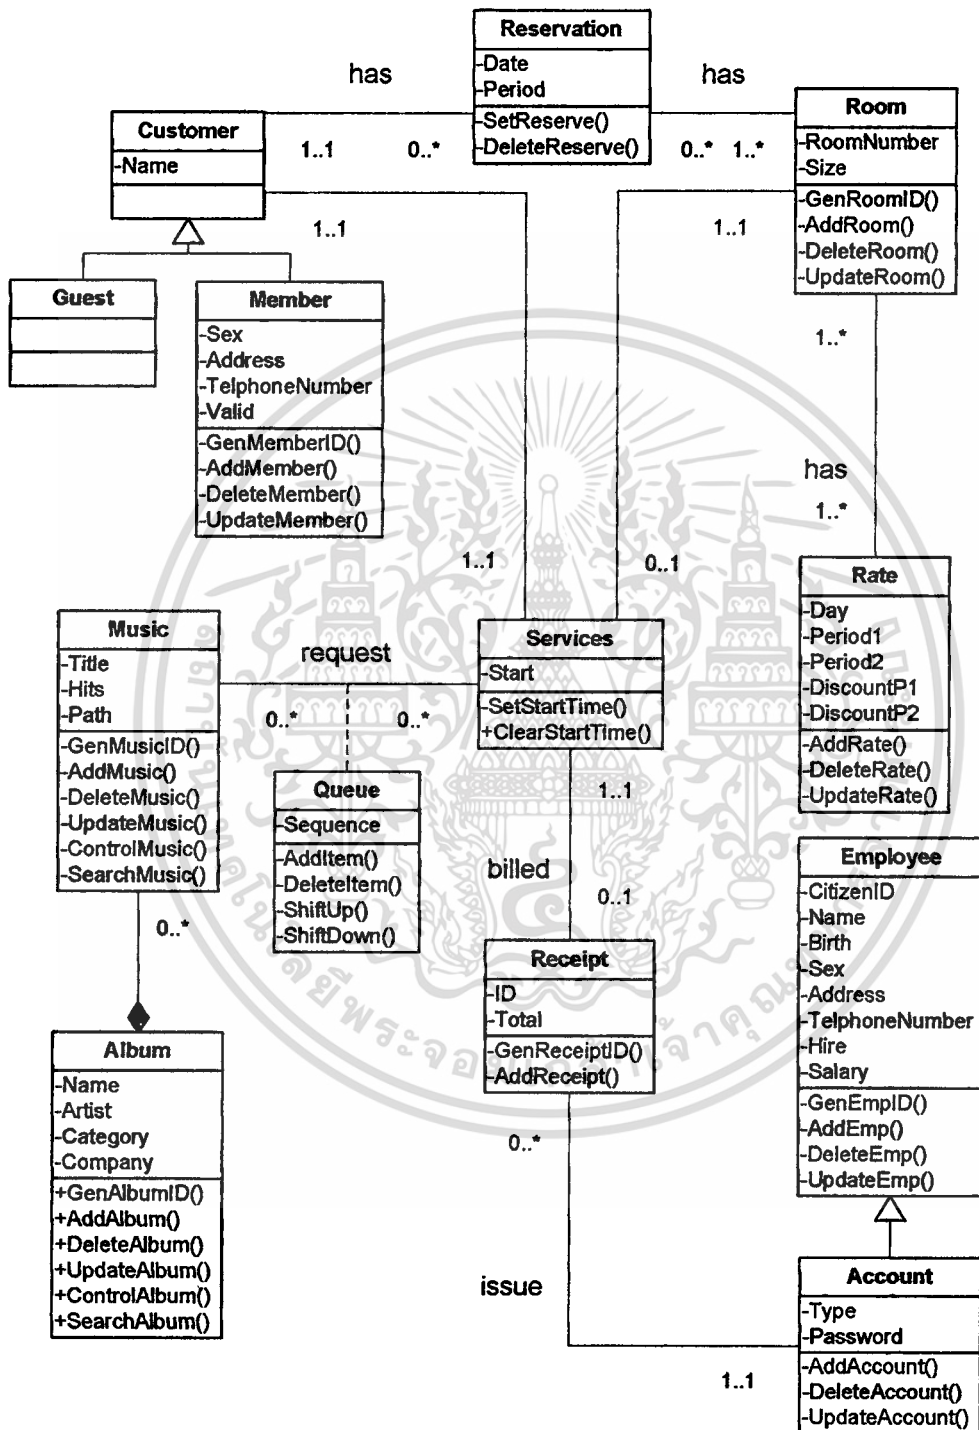 Reservation
-Date
-Period
-SetReserve()
-DeleteReserve()
has
has
1..1
0..*
0..*
1..*
Customer
-Name
Room
-RoomNumber
-Size
-GenRoomID()
-AddRoom()
-DeleteRoom()
-UpdateRoom()
1..1
1..1
Guest
Member
-Sex
-Address
-TelphoneNumber
-Valid
-GenMemberID()
-AddMember()
-DeleteMember()
-UpdateMember()
1..*
has
1..*
1..1
0..1
Rate
-Day
-Period1
-Period2
-DiscountP1
-DiscountP2
-AddRate()
-DeleteRate()
-UpdateRate()
Music
-Title
-Hits
-Path
-GenMusicID()
-AddMusic()
-DeleteMusic()
-UpdateMusic()
-ControlMusic()
-SearchMusic()
request
0..*
0..*
Services
-Start
-SetStartTime()
+ClearStartTime()
Queue
-Sequence
-AddItem()
-DeleteItem()
-ShiftUp()
-ShiftDown()
1..1
billed
0..1
0..*
Receipt
-ID
-Total
-GenReceiptID()
-AddReceipt()
Employee
-CitizenID
-Name
-Birth
-Sex
-Address
-TelphoneNumber
-Hire
-Salary
-GenEmpID()
-AddEmp()
-DeleteEmp()
-UpdateEmp()
Album
-Name
-Artist
-Category
-Company
+GenAlbumID()
+AddAlbum()
+DeleteAlbum()
+UpdateAlbum()
+ControlAlbum()
+SearchAlbum()
0..*
issue
1..1
Account
-Type
-Password
-AddAccount()
-DeleteAccount()
-UpdateAccount()